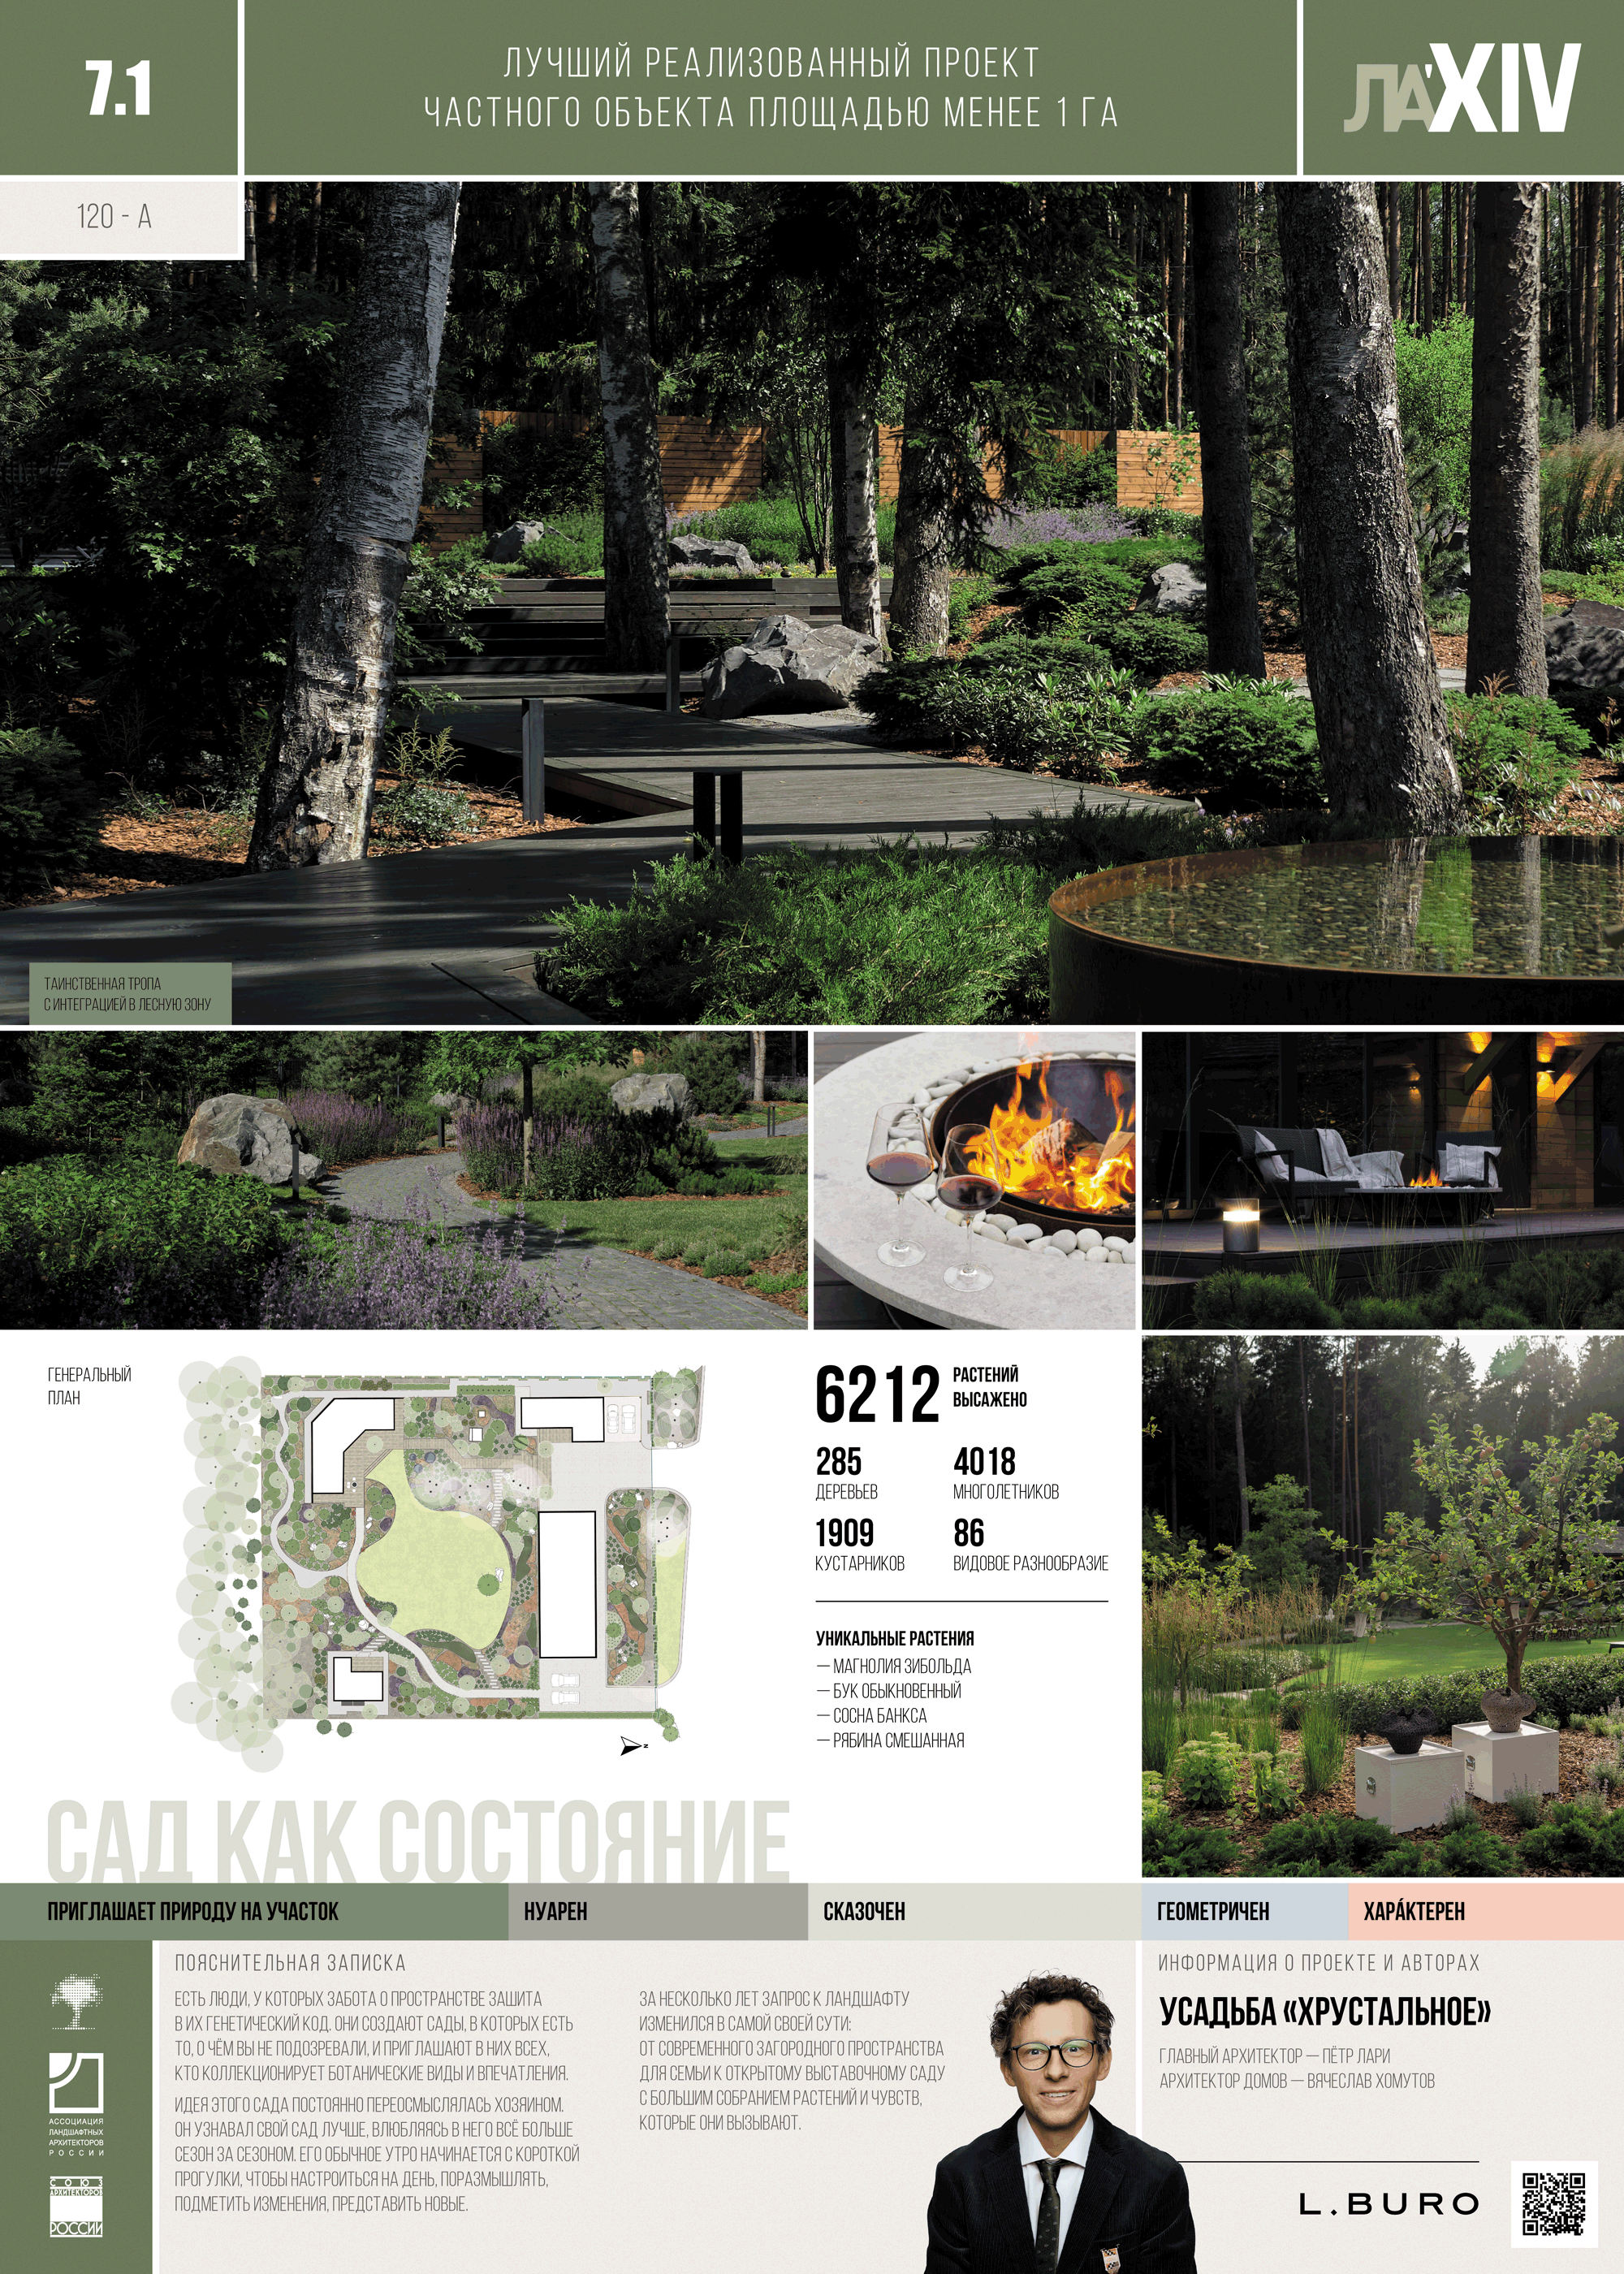 7.1
ЛУЧШИЙ РЕАЛИЗОВАННЫЙ ПРОЕКТ
ЧАСТНОГО ОБЪЕКТА ПЛОЩАДЬЮ МЕНЕЕ 1 ГА
ЛА'XIV
120 - А
ТАИНСТВЕННАЯ ТРОПА
С ИНТЕГРАЦИЕЙ В ЛЕСНУЮ ЗОНУ
ГЕНЕРАЛЬНЫЙ
ПЛАН
N
6212
РАСТЕНИЙ
ВЫСАЖЕНО
285
ДЕРЕВЬЕВ
4018
МНОГОЛЕТНИКОВ
1909
КУСТАРНИКОВ
86
ВИДОВОЕ РАЗНООБРАЗИЕ
УНИКАЛЬНЫЕ РАСТЕНИЯ
— МАГНОЛИЯ ЗИБОЛЬДА
— БУК ОБЫКНОВЕННЫЙ
— СОСНА БАНКСА
— РЯБИНА СМЕШАННАЯ
САД КАК СОСТОЯНИЕ
ПРИГЛАШАЕТ ПРИРОДУ НА УЧАСТОК
НУАРЕН
СКАЗОЧЕН
ГЕОМЕТРИЧЕН
ХАРА́КТЕРЕН
АССОЦИАЦИЯ
ЛАНДШАФТНЫХ
АРХИТЕКТОРОВ
РОССИИ
СОЮЗ
АРХИТЕКТОРОВ
РОССИИ
ПОЯСНИТЕЛЬНАЯ ЗАПИСКА
ЕСТЬ ЛЮДИ, У КОТОРЫХ ЗАБОТА О ПРОСТРАНСТВЕ ЗАШИТА
В ИХ ГЕНЕТИЧЕСКИЙ КОД. ОНИ СОЗДАЮТ САДЫ, В КОТОРЫХ ЕСТЬ
ТО, О ЧЁМ ВЫ НЕ ПОДОЗРЕВАЛИ, И ПРИГЛАШАЮТ В НИХ ВСЕХ,
КТО КОЛЛЕКЦИОНИРУЕТ БОТАНИЧЕСКИЕ ВИДЫ И ВПЕЧАТЛЕНИЯ.
ИДЕЯ ЭТОГО САДА ПОСТОЯННО ПЕРЕОСМЫСЛЯЛАСЬ ХОЗЯИНОМ.
ОН УЗНАВАЛ СВОЙ САД ЛУЧШЕ, ВЛЮБЛЯЯСЬ В НЕГО ВСЁ БОЛЬШЕ
СЕЗОН ЗА СЕЗОНОМ. ЕГО ОБЫЧНОЕ УТРО НАЧИНАЕТСЯ С КОРОТКОЙ
ПРОГУЛКИ, ЧТОБЫ НАСТРОИТЬСЯ НА ДЕНЬ, ПОРАЗМЫШЛЯТЬ,
ПОДМЕТИТЬ ИЗМЕНЕНИЯ, ПРЕДСТАВИТЬ НОВЫЕ.
ЗА НЕСКОЛЬКО ЛЕТ ЗАПРОС К ЛАНДШАФТУ
ИЗМЕНИЛСЯ В САМОЙ СВОЕЙ СУТИ:
ОТ СОВРЕМЕННОГО ЗАГОРОДНОГО ПРОСТРАНСТВА
ДЛЯ СЕМЬИ К ОТКРЫТОМУ ВЫСТАВОЧНОМУ САДУ
С БОЛЬШИМ СОБРАНИЕМ РАСТЕНИЙ И ЧУВСТВ,
КОТОРЫЕ ОНИ ВЫЗЫВАЮТ.
ИНФОРМАЦИЯ О ПРОЕКТЕ И АВТОРАХ
УСАДЬБА «ХРУСТАЛЬНОЕ»
ГЛАВНЫЙ АРХИТЕКТОР — ПЁТР ЛАРИ
АРХИТЕКТОР ДОМОВ — ВЯЧЕСЛАВ ХОМУТОВ
L.BURO